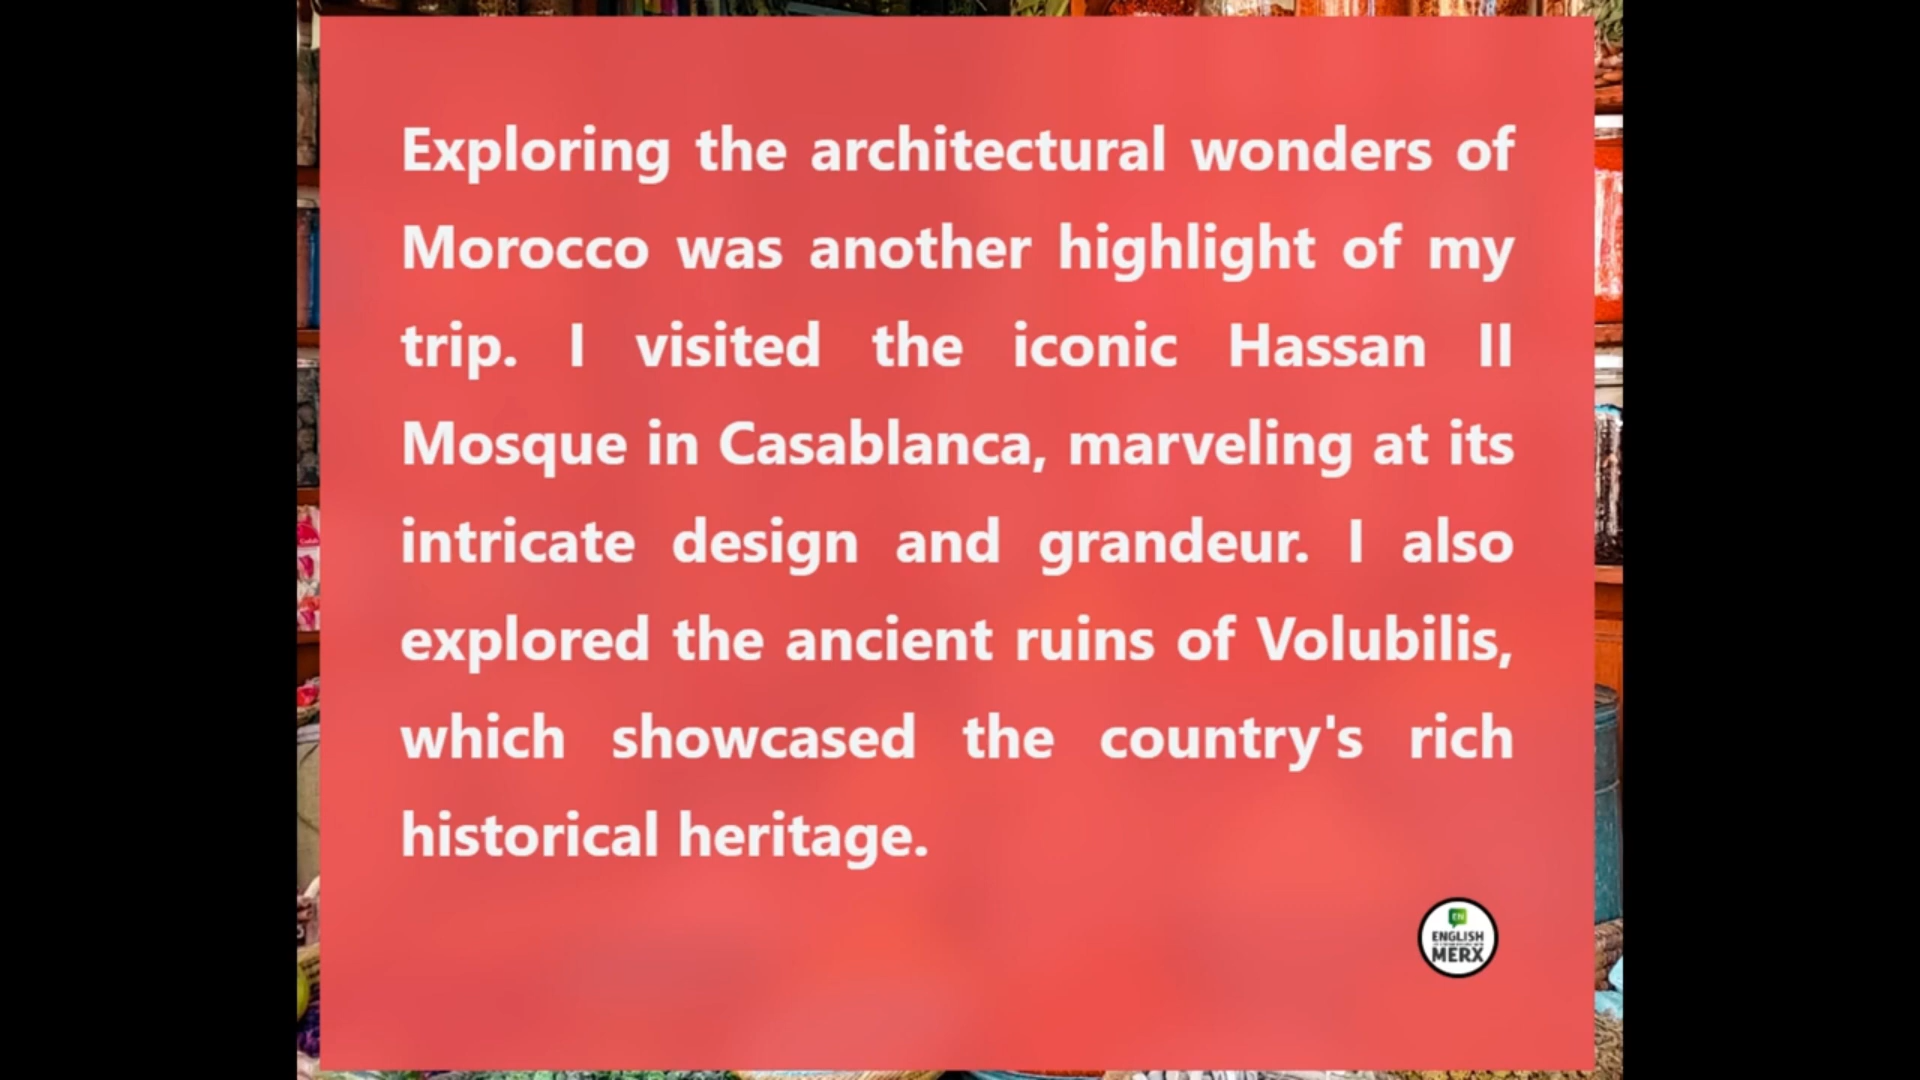 Exploring the architectural wonders of
Morocco was another highlight of my
trip. I visited the iconic Hassan II
Mosque in Casablanca, marveling at its
intricate design and grandeur. I also
explored the ancient ruins of Volubilis,
which showcased the country's rich
historical heritage.
EN
ENGLISH
MERX